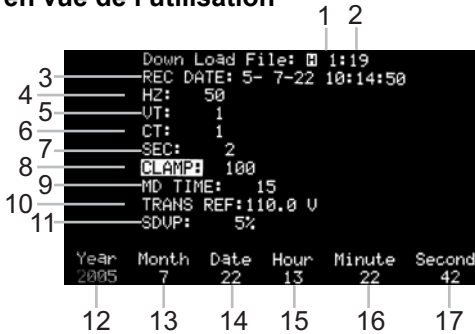 en vue de l'utilisation
1 2
Down Load File: H 1:19
3 REC DATE: 5- 7-22 10:14:50
4 HZ: 50
5 VT: 1
6 CT: 1
7 SEC: 2
8 CLAMP: 100
9 MD TIME: 15
10 TRANS REF:110.0 V
11 SDVP: 5%
Year Month Date Hour Minute Second
2005 7 22 13 22 42
12 13 14 15 16 17